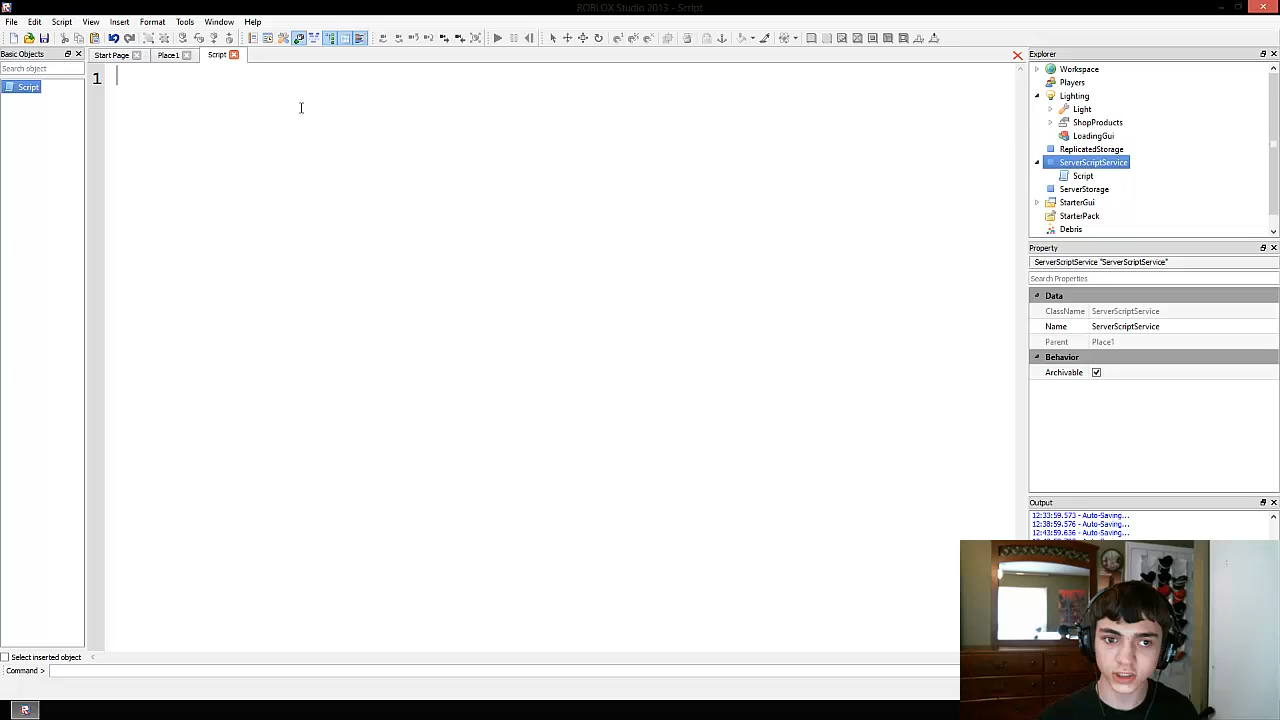 ROBLOX Studio 2013 - Script
File Edit Script View Insert Format Tools Window Help
Basic Objects
Search object
Script
Start Page
Place1
Script
1
Explorer
Workspace
Players
Lighting
Light
ShopProducts
LoadingGui
ReplicatedStorage
ServerScriptService
Script
ServerStorage
StarterGui
StarterPack
Debris
Property
ServerScriptService "ServerScriptService"
Search Properties
Data
ClassName ServerScriptService
Name ServerScriptService
Parent Place1
Behavior
Archivable
Output
12:33:59.573 - Auto-Saving...
12:38:59.576 - Auto-Saving...
12:43:59.636 - Auto-Saving...
Select inserted object
Command >